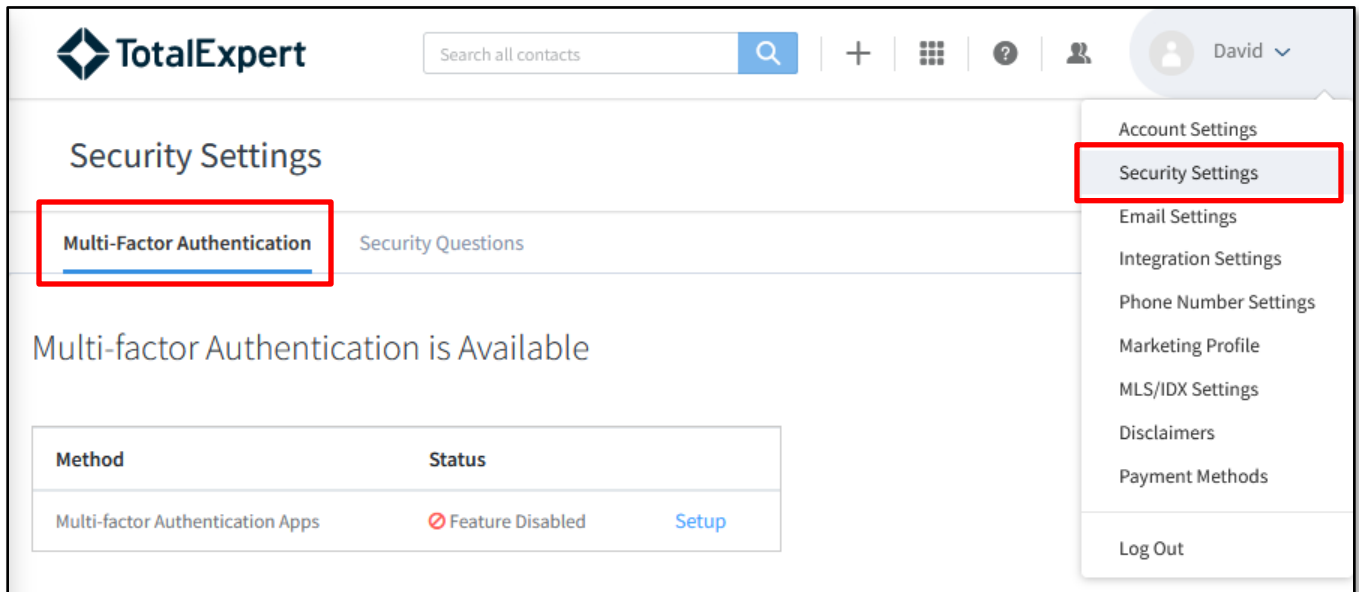 TotalExpert
Search all contacts
David
Account Settings
Security Settings
Email Settings
Integration Settings
Phone Number Settings
Marketing Profile
MLS/IDX Settings
Disclaimers
Payment Methods
Log Out
Security Settings
Multi-Factor Authentication Security Questions
Multi-factor Authentication is Available
Method Status
Multi-factor Authentication Apps Feature Disabled Setup